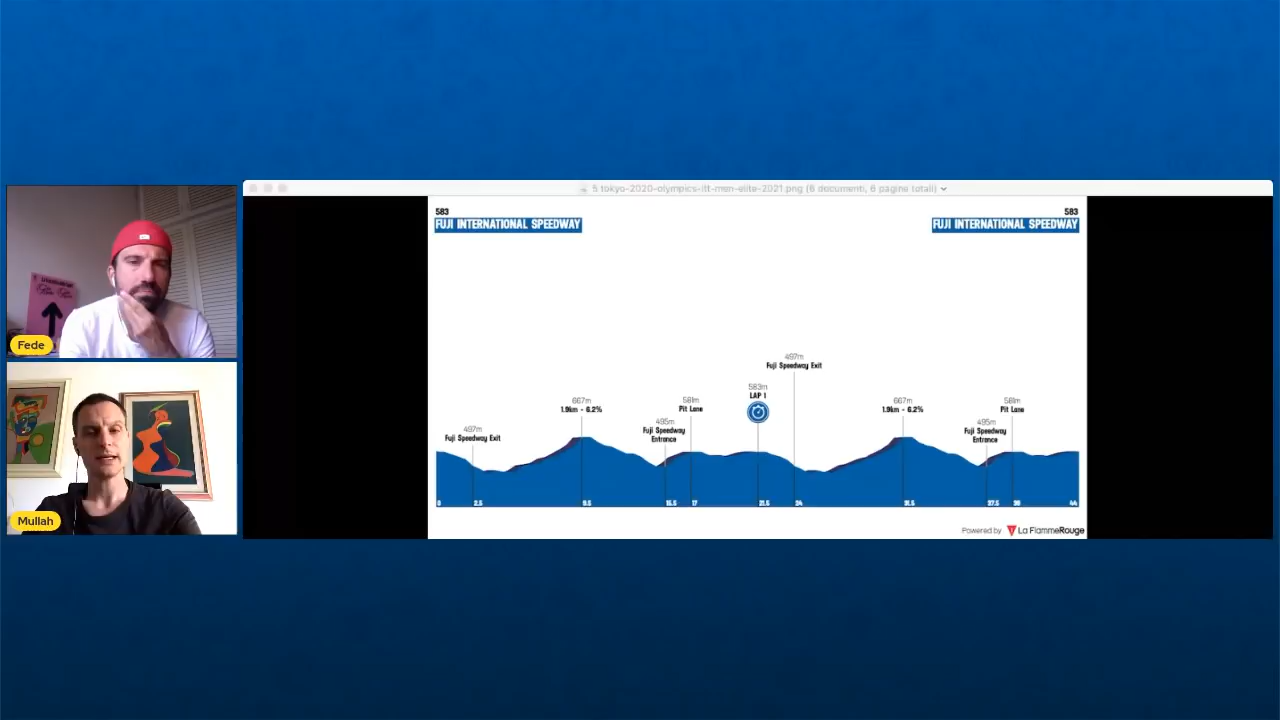 5 tokyo-2020-olympics-itt-men-elite-2021.png (6 documenti, 6 pagine totali)
583
583
FUJI INTERNATIONAL SPEEDWAY
FUJI INTERNATIONAL SPEEDWAY
497m
Fuji Speedway Exit
583m
LAP 1
667m
1.9km - 6.2%
581m
Pit Lane
495m
Fuji Speedway
Entrance
497m
Fuji Speedway Exit
667m
1.9km - 6.2%
581m
Pit Lane
495m
Fuji Speedway
Entrance
0
2.5
9.5
15.5
17
21.5
24
31.5
37.5
44
Powered by La FlammeRouge
Fede
Mullah